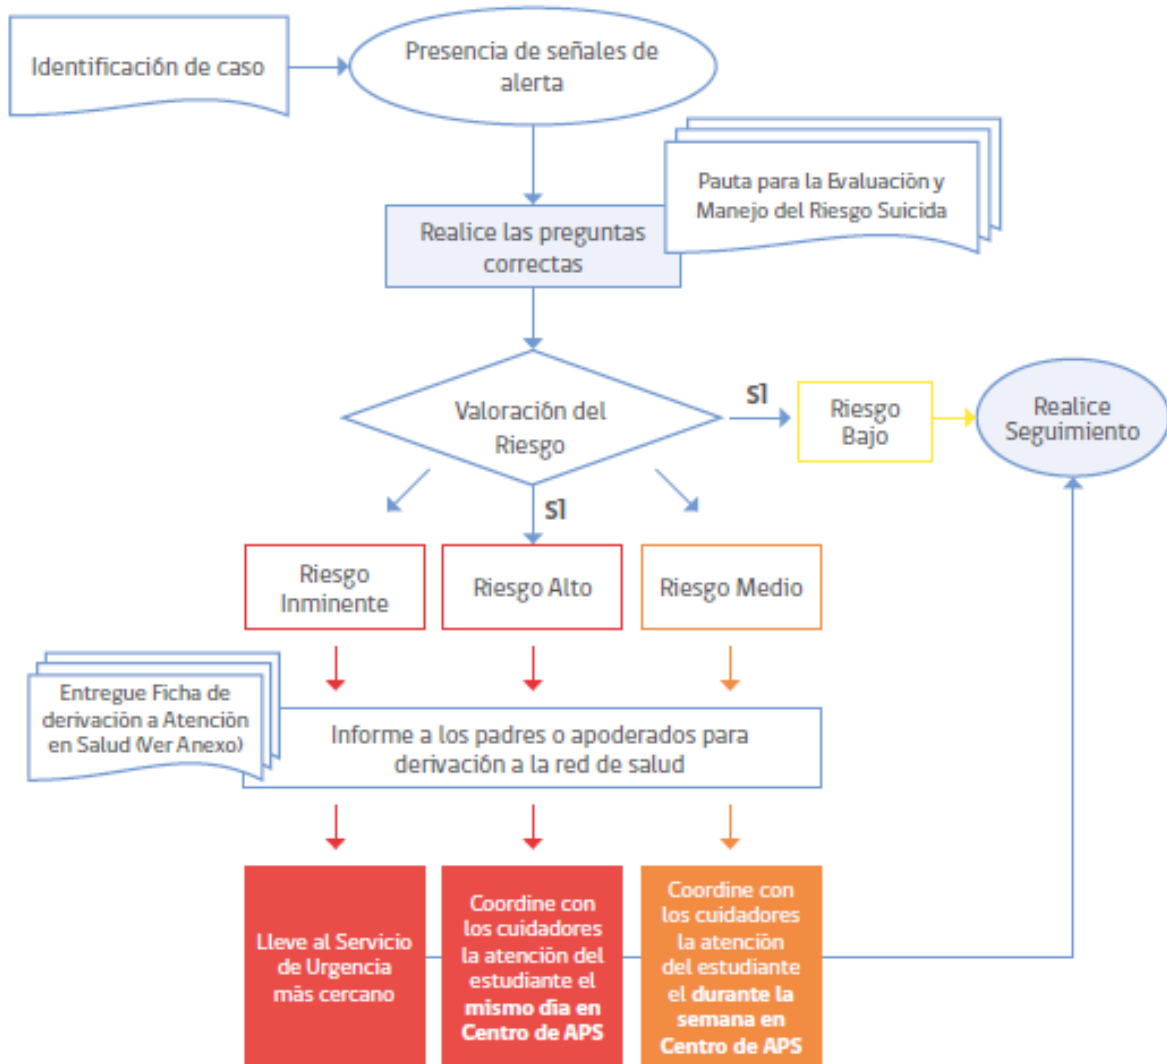 Identificación de caso
Presencia de señales de
alerta
Pauta para la Evaluación y
Manejo del Riesgo Suicida
Realice las preguntas
correctas
Valoración del
Riesgo
SÍ
Riesgo
Bajo
Realice
Seguimiento
SÍ
Riesgo
Inminente
Riesgo Alto
Riesgo Medio
Entregue Ficha de
derivación a Atención
en Salud (Ver Anexo)
Informe a los padres o apoderados para
derivación a la red de salud
Lleve al Servicio
de Urgencia
más cercano
Coordine con
los cuidadores
la atención del
estudiante el
mismo día en
Centro de APS
Coordine con
los cuidadores
la atención
del estudiante
el durante la
semana en
Centro de APS